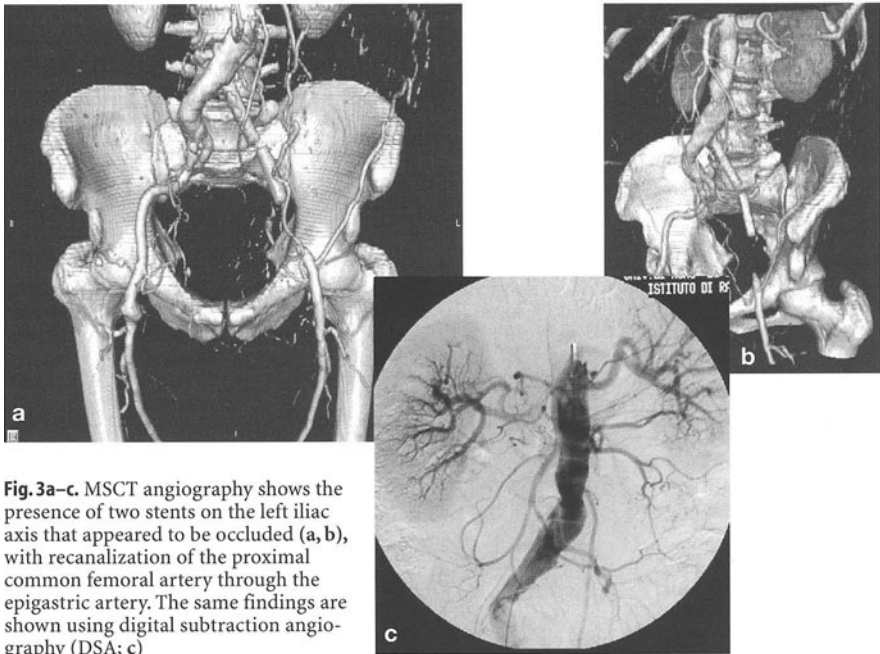 a
b
ISTITUTO DI
c
Fig. 3a–c. MSCT angiography shows the
presence of two stents on the left iliac
axis that appeared to be occluded (a, b),
with recanalization of the proximal
common femoral artery through the
epigastric artery. The same findings are
shown using digital subtraction angio-
graphy (DSA; c)